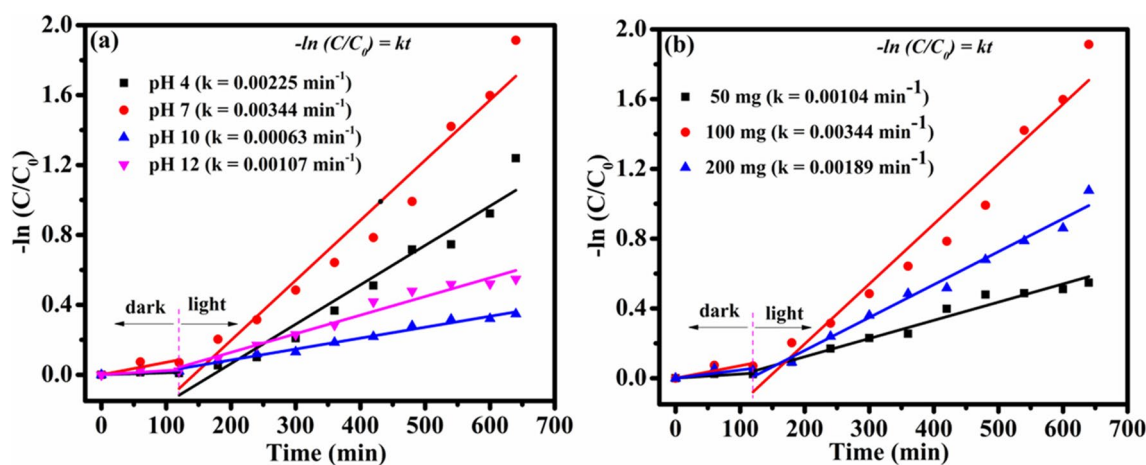 (a)
-ln (C/C₀) = kt
pH 4 (k = 0.00225 min⁻¹)
pH 7 (k = 0.00344 min⁻¹)
pH 10 (k = 0.00063 min⁻¹)
pH 12 (k = 0.00107 min⁻¹)
dark
light
-ln (C/C₀)
2.0
1.6
1.2
0.8
0.4
0.0
0 100 200 300 400 500 600 700
Time (min)
(b)
-ln (C/C₀) = kt
50 mg (k = 0.00104 min⁻¹)
100 mg (k = 0.00344 min⁻¹)
200 mg (k = 0.00189 min⁻¹)
dark
light
-ln (C/C₀)
2.0
1.6
1.2
0.8
0.4
0.0
0 100 200 300 400 500 600 700
Time (min)